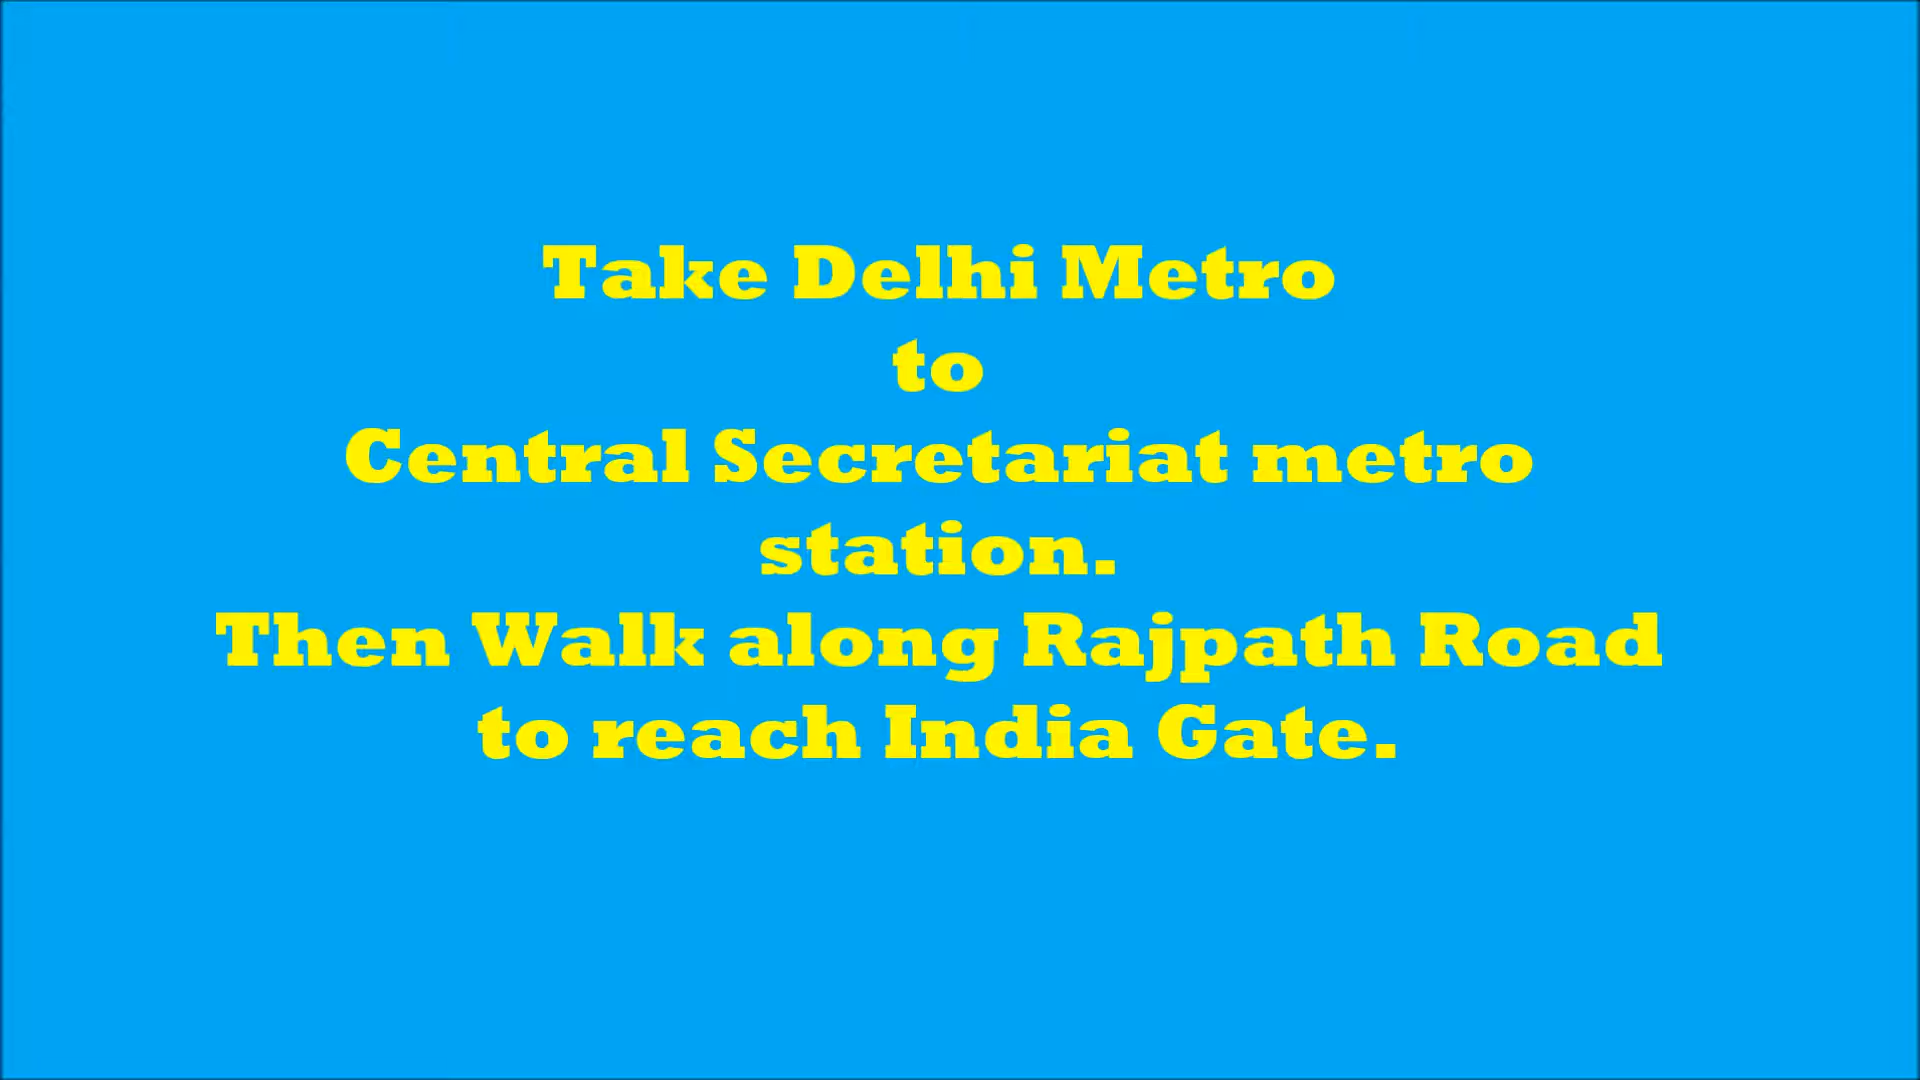 Take Delhi Metro
to
Central Secretariat metro
station.
Then Walk along Rajpath Road
to reach India Gate.